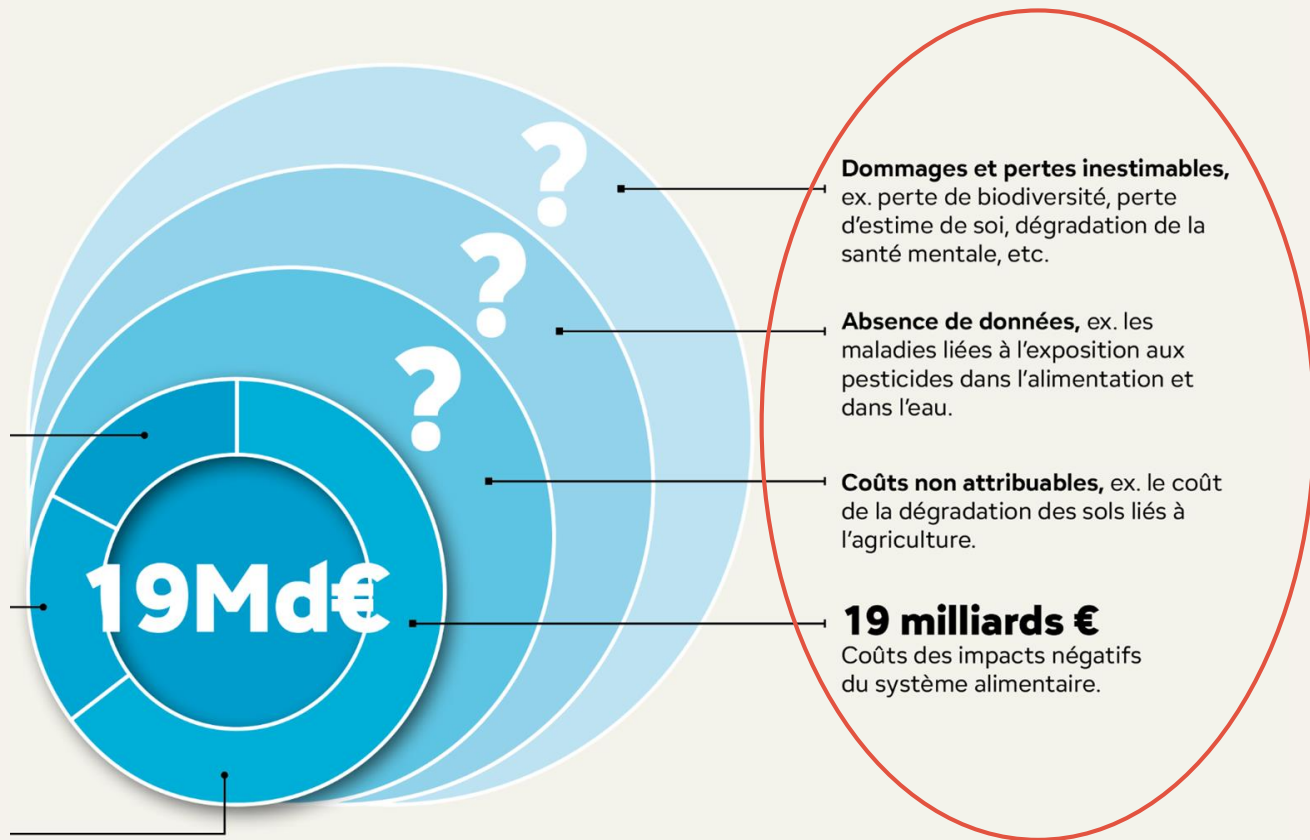 ?
?
?
19Md€
Dommages et pertes inestimables,
ex. perte de biodiversité, perte
d’estime de soi, dégradation de la
santé mentale, etc.
Absence de données, ex. les
maladies liées à l’exposition aux
pesticides dans l’alimentation et
dans l’eau.
Coûts non attribuables, ex. le coût
de la dégradation des sols liés à
l’agriculture.
19 milliards €
Coûts des impacts négatifs
du système alimentaire.